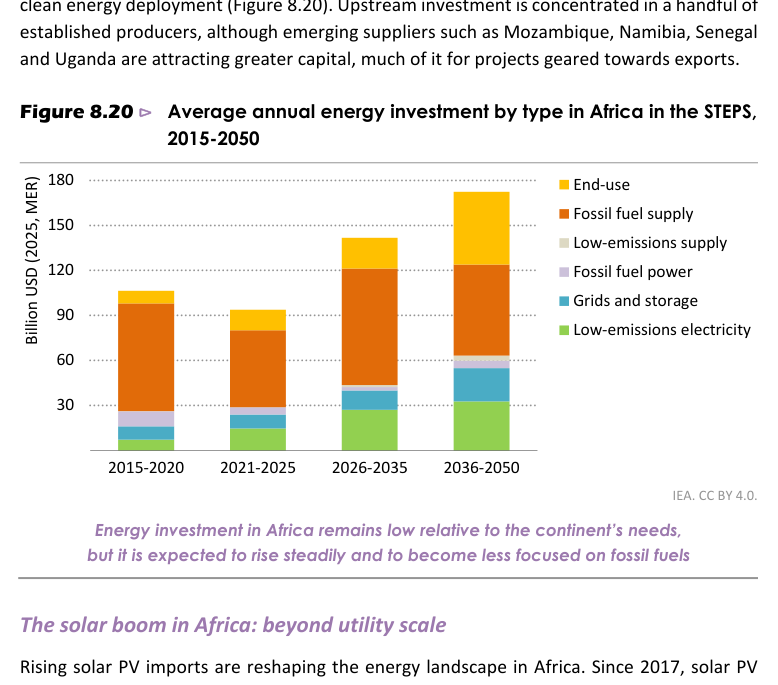 clean energy deployment (Figure 8.20). Upstream investment is concentrated in a handful of
established producers, although emerging suppliers such as Mozambique, Namibia, Senegal
and Uganda are attracting greater capital, much of it for projects geared towards exports.
Figure 8.20 ▻ Average annual energy investment by type in Africa in the STEPS,
2015-2050
Billion USD (2025, MER)
180
150
120
90
60
30
2015-2020 2021-2025 2026-2035 2036-2050
End-use
Fossil fuel supply
Low-emissions supply
Fossil fuel power
Grids and storage
Low-emissions electricity
IEA. CC BY 4.0.
Energy investment in Africa remains low relative to the continent's needs,
but it is expected to rise steadily and to become less focused on fossil fuels
The solar boom in Africa: beyond utility scale
Rising solar PV imports are reshaping the energy landscape in Africa. Since 2017, solar PV